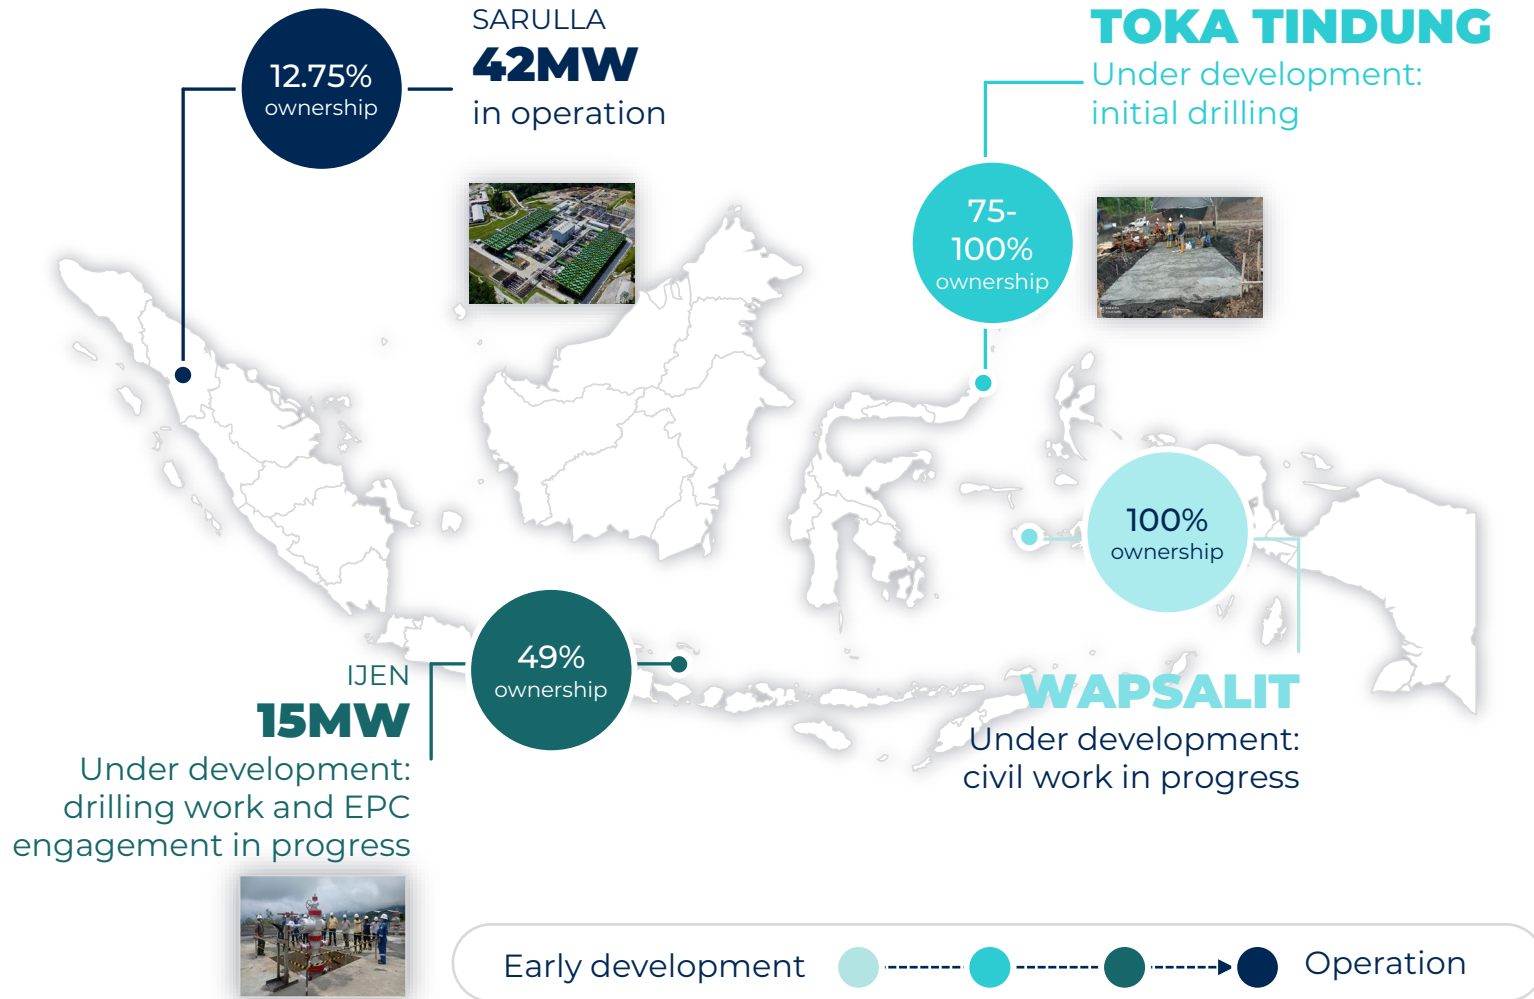 SARULLA
42MW
in operation
12.75%
ownership
TOKA TINDUNG
Under development:
initial drilling
75-
100%
ownership
100%
ownership
WAPSALIT
Under development:
civil work in progress
49%
ownership
IJEN
15MW
Under development:
drilling work and EPC
engagement in progress
Early development
Operation